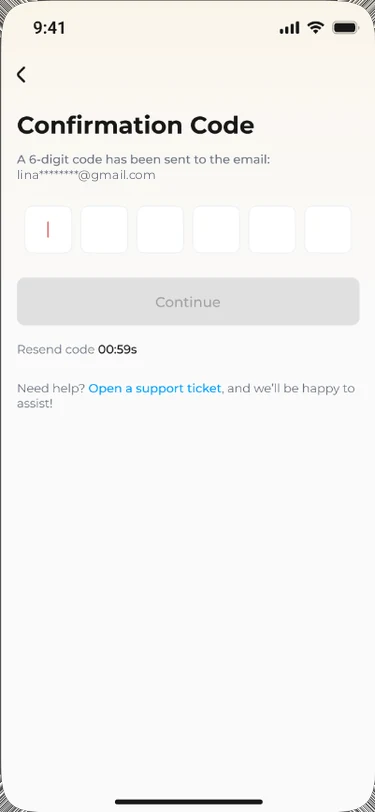 9:41
Confirmation Code
A 6-digit code has been sent to the email:
lina********@gmail.com
Continue
Resend code 00:59s
Need help? Open a support ticket, and we'll be happy to
assist!